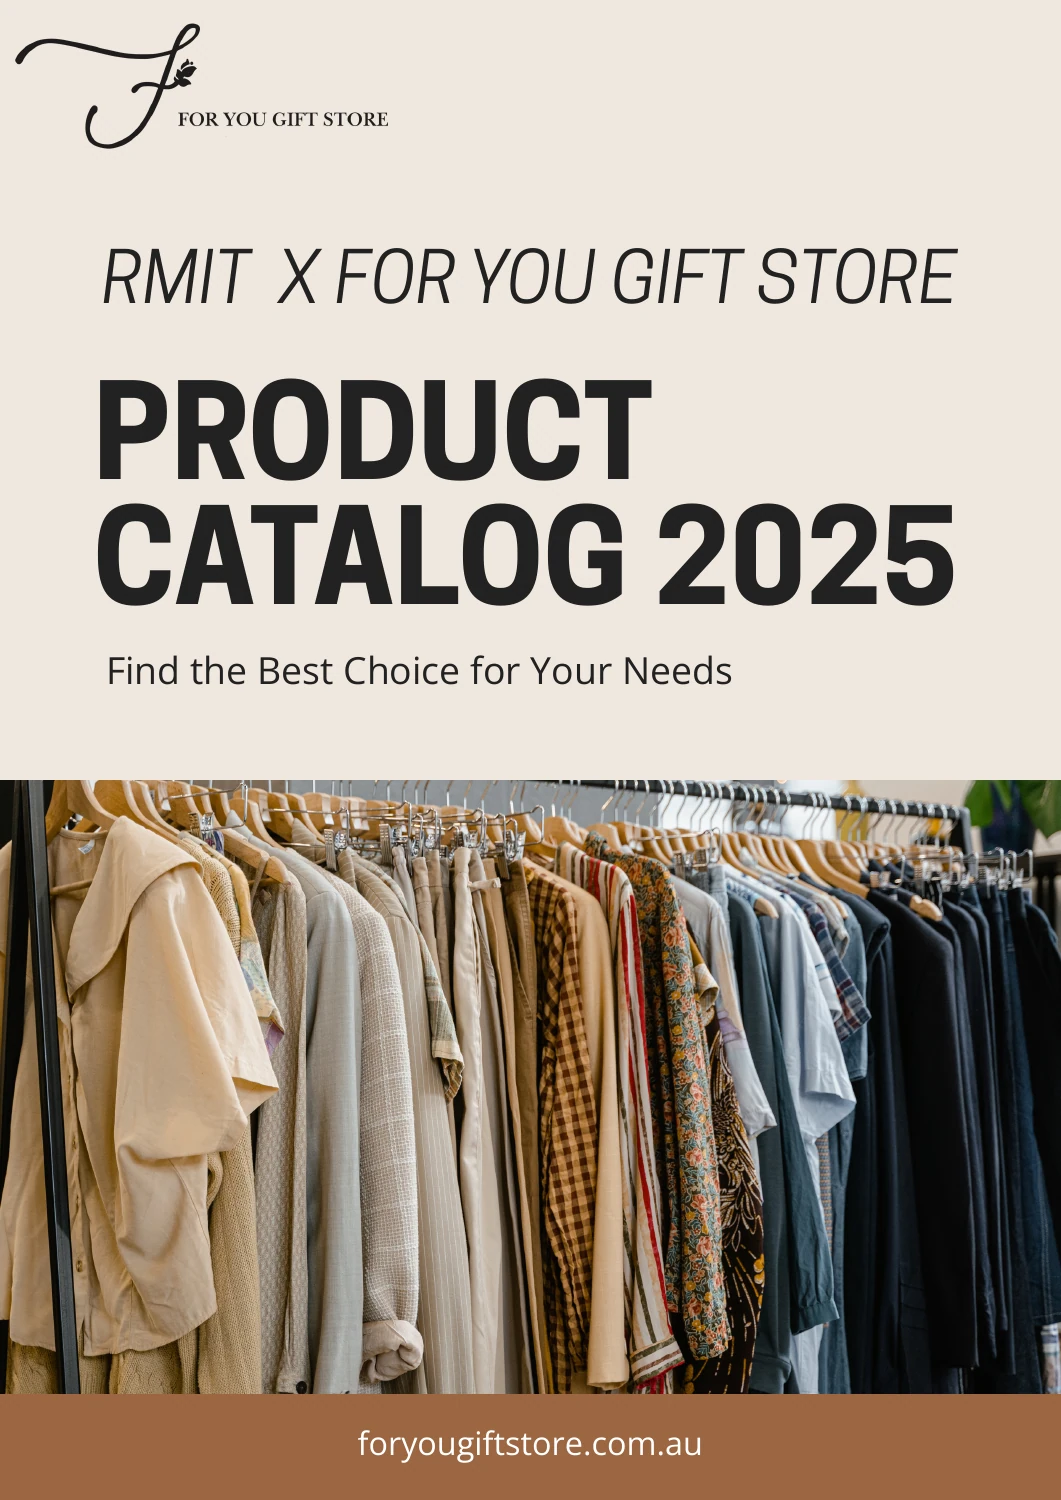 FOR YOU GIFT STORE
RMIT X FOR YOU GIFT STORE
PRODUCT
CATALOG 2025
Find the Best Choice for Your Needs
foryougiftstore.com.au